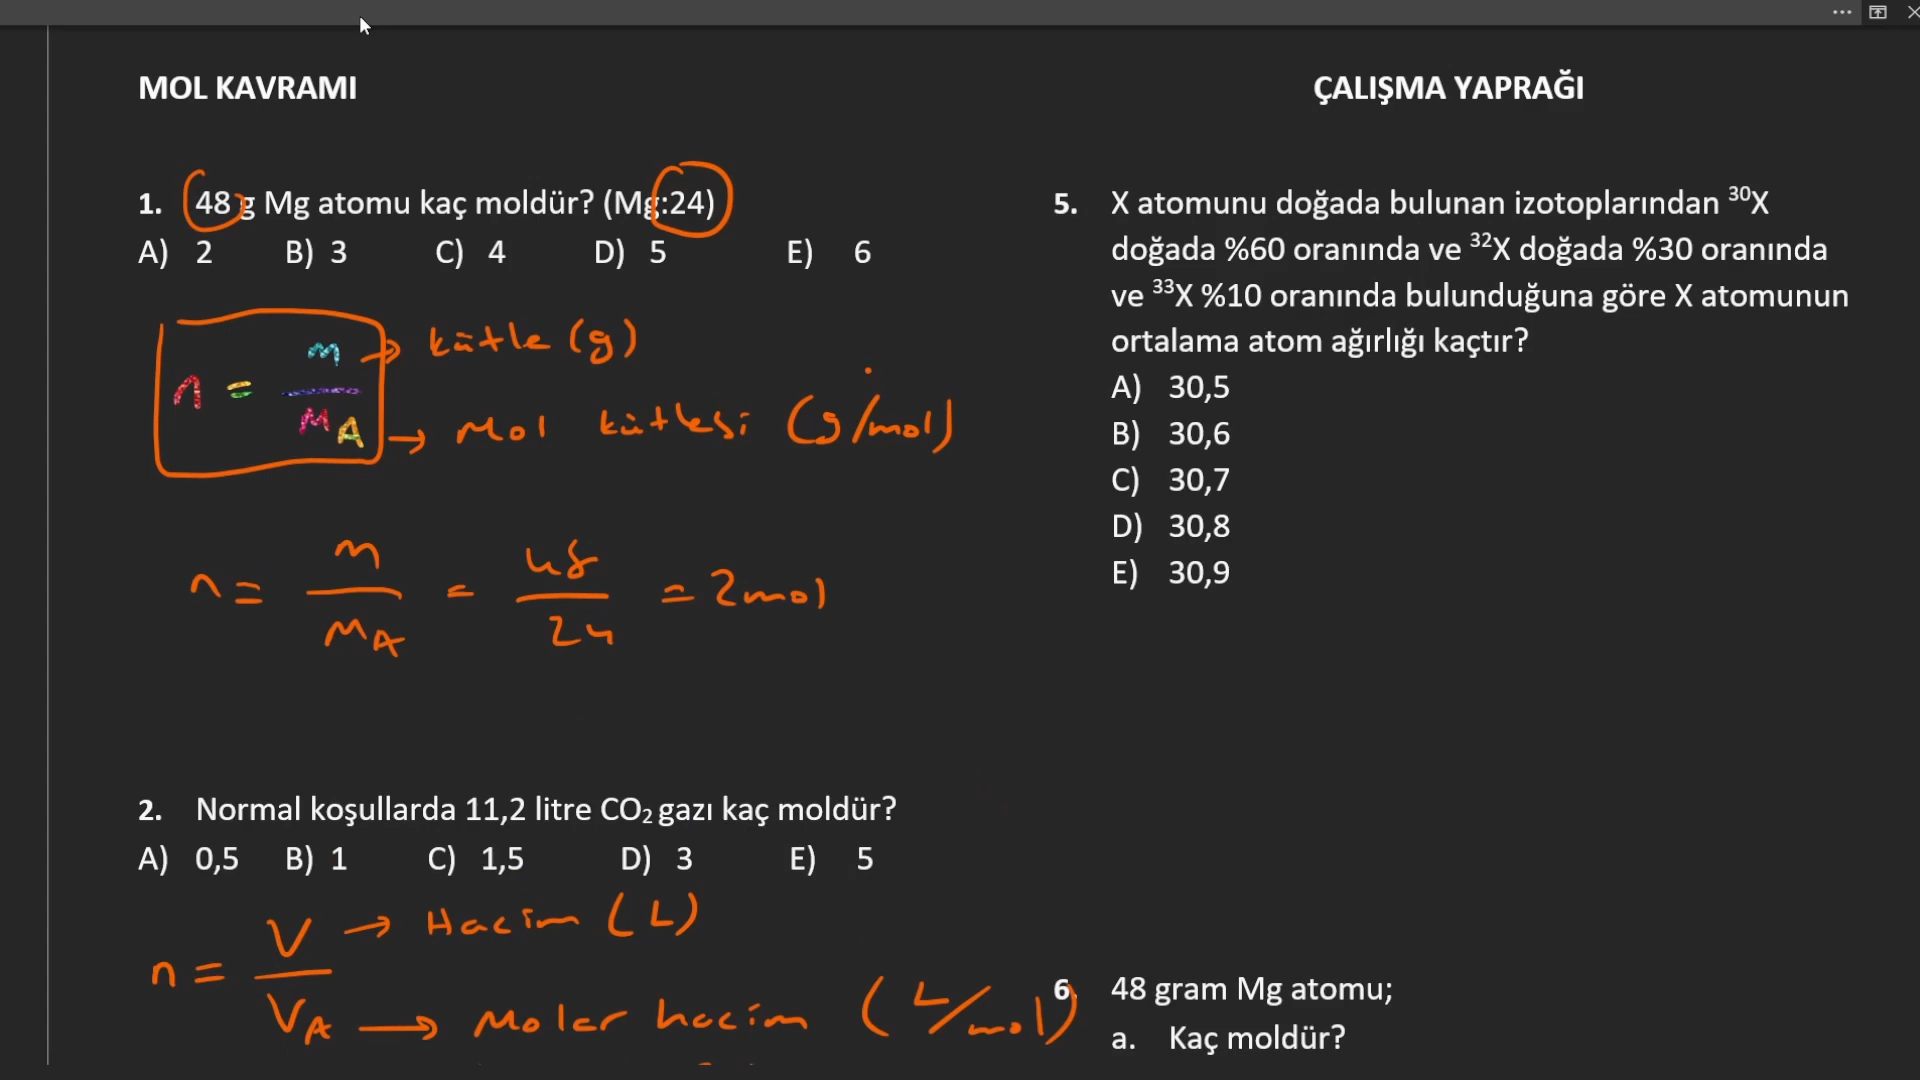 MOL KAVRAMI
ÇALIŞMA YAPRAĞI
1. 48 g Mg atomu kaç moldür? (Mg:24)
A) 2 B) 3 C) 4 D) 5 E) 6
n = m / MA
→ kütle (g)
→ Mol kütlesi (g/mol)
n = m / MA = 48 / 24 = 2mol
2. Normal koşullarda 11,2 litre CO₂ gazı kaç moldür?
A) 0,5 B) 1 C) 1,5 D) 3 E) 5
n = V / VA
→ Hacim (L)
→ Molar hacim (L/mol)
5. X atomunu doğada bulunan izotoplarından ³⁰X
doğada %60 oranında ve ³²X doğada %30 oranında
ve ³³X %10 oranında bulunduğuna göre X atomunun
ortalama atom ağırlığı kaçtır?
A) 30,5
B) 30,6
C) 30,7
D) 30,8
E) 30,9
6. 48 gram Mg atomu;
a. Kaç moldür?